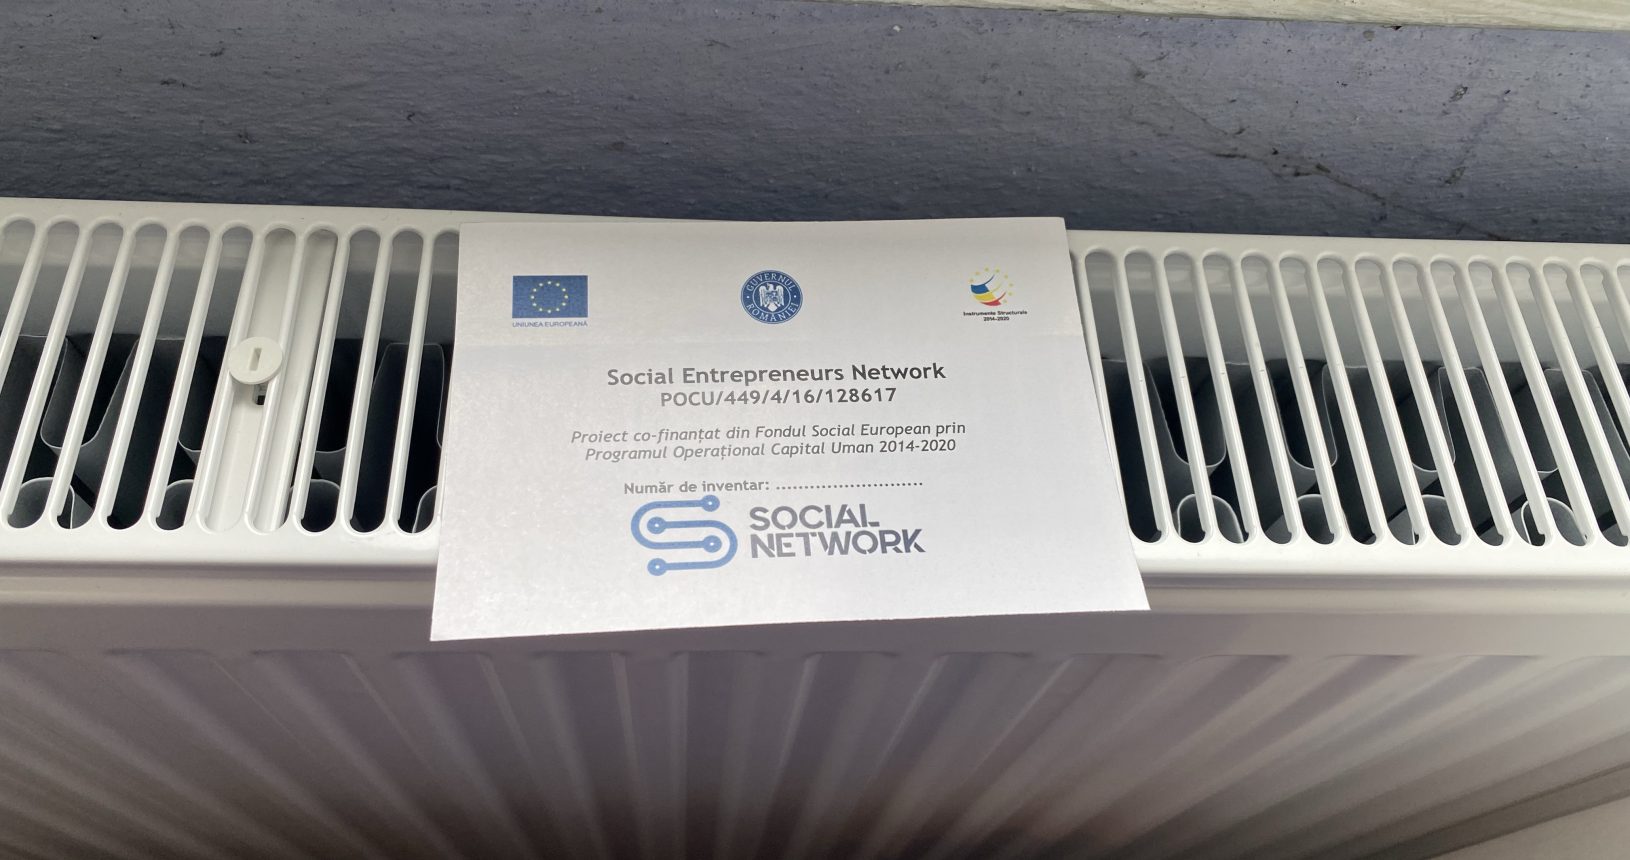 UNIUNEA EUROPEANĂ
GUVERNUL ROMÂNIEI
Instrumente Structurale
2014-2020
Social Entrepreneurs Network
POCU/449/4/16/128617
Proiect co-finanțat din Fondul Social European prin
Programul Operațional Capital Uman 2014-2020
Număr de inventar: ..........................
SOCIAL
NETWORK